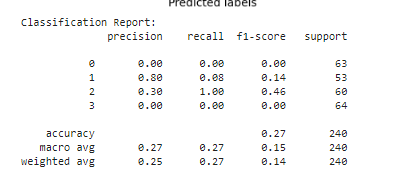 Predicted labels
Classification Report:
precision recall f1-score support
0 0.00 0.00 0.00 63
1 0.80 0.08 0.14 53
2 0.30 1.00 0.46 60
3 0.00 0.00 0.00 64
accuracy 0.27 240
macro avg 0.27 0.27 0.15 240
weighted avg 0.25 0.27 0.14 240